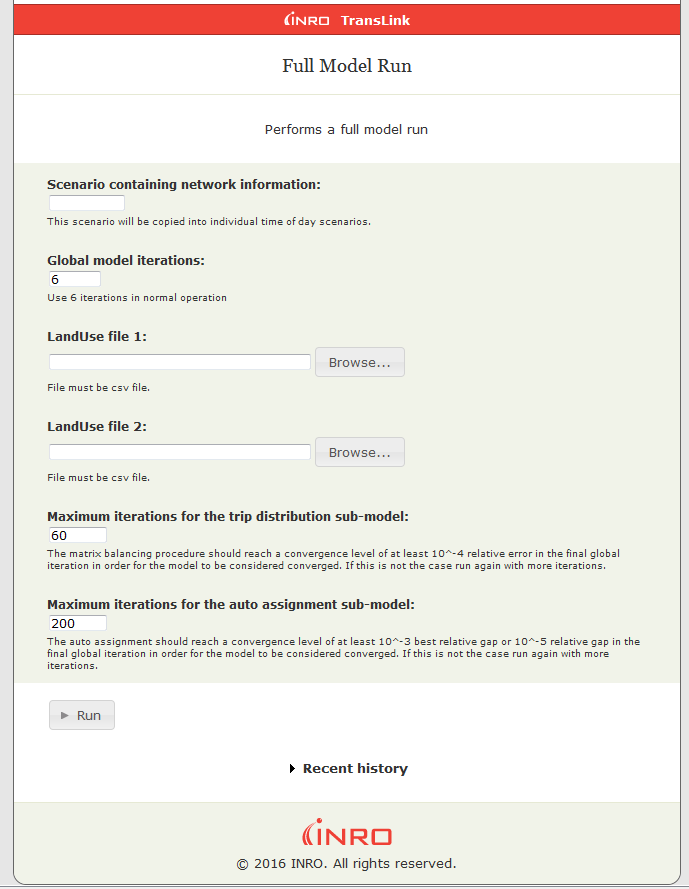 INRO TransLink
Full Model Run
Performs a full model run
Scenario containing network information:
This scenario will be copied into individual time of day scenarios.
Global model iterations:
6
Use 6 iterations in normal operation
LandUse file 1:
Browse...
File must be csv file.
LandUse file 2:
Browse...
File must be csv file.
Maximum iterations for the trip distribution sub-model:
60
The matrix balancing procedure should reach a convergence level of at least 10^-4 relative error in the final global
iteration in order for the model to be considered converged. If this is not the case run again with more iterations.
Maximum iterations for the auto assignment sub-model:
200
The auto assignment should reach a convergence level of at least 10^-3 best relative gap or 10^-5 relative gap in the
final global iteration in order for the model to be considered converged. If this is not the case run again with more
iterations.
Run
Recent history
INRO
© 2016 INRO. All rights reserved.